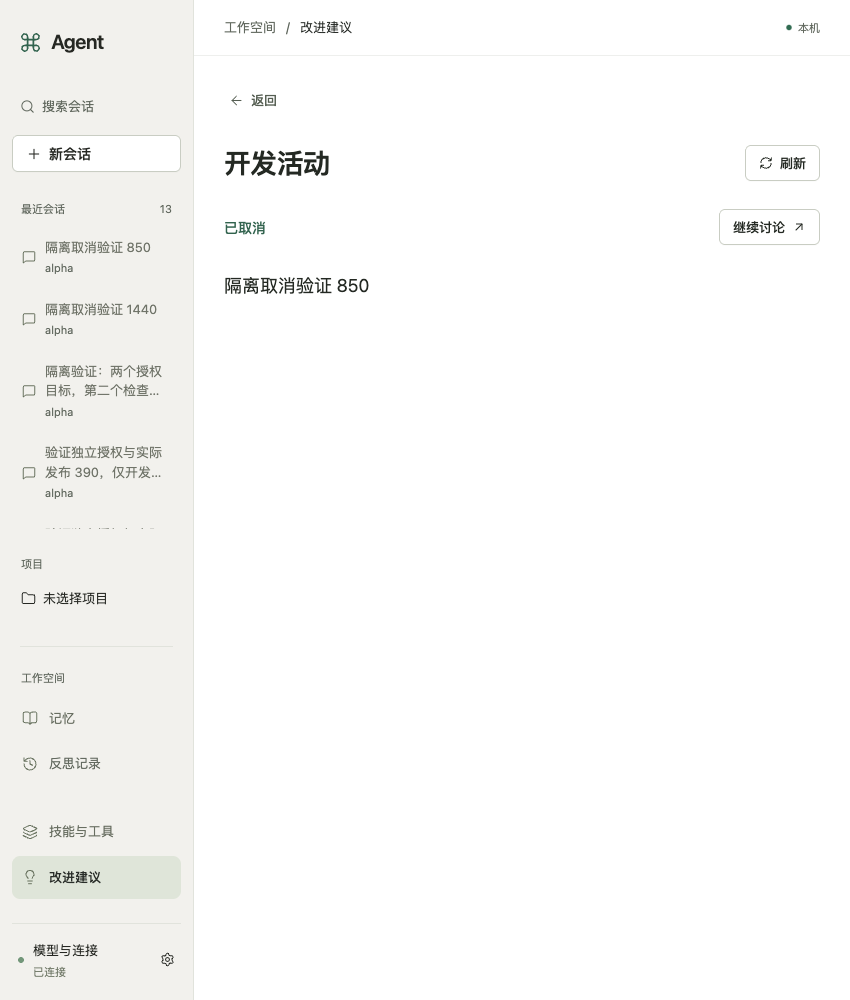 Agent
搜索会话
新会话
最近会话 13
隔离取消验证 850
alpha
隔离取消验证 1440
alpha
隔离验证：两个授权
目标，第二个检查...
alpha
验证独立授权与实际
发布 390，仅开发...
alpha
项目
未选择项目
工作空间
记忆
反思记录
技能与工具
改进建议
模型与连接
已连接
工作空间 / 改进建议
本机
返回
开发活动
刷新
已取消
继续讨论
隔离取消验证 850